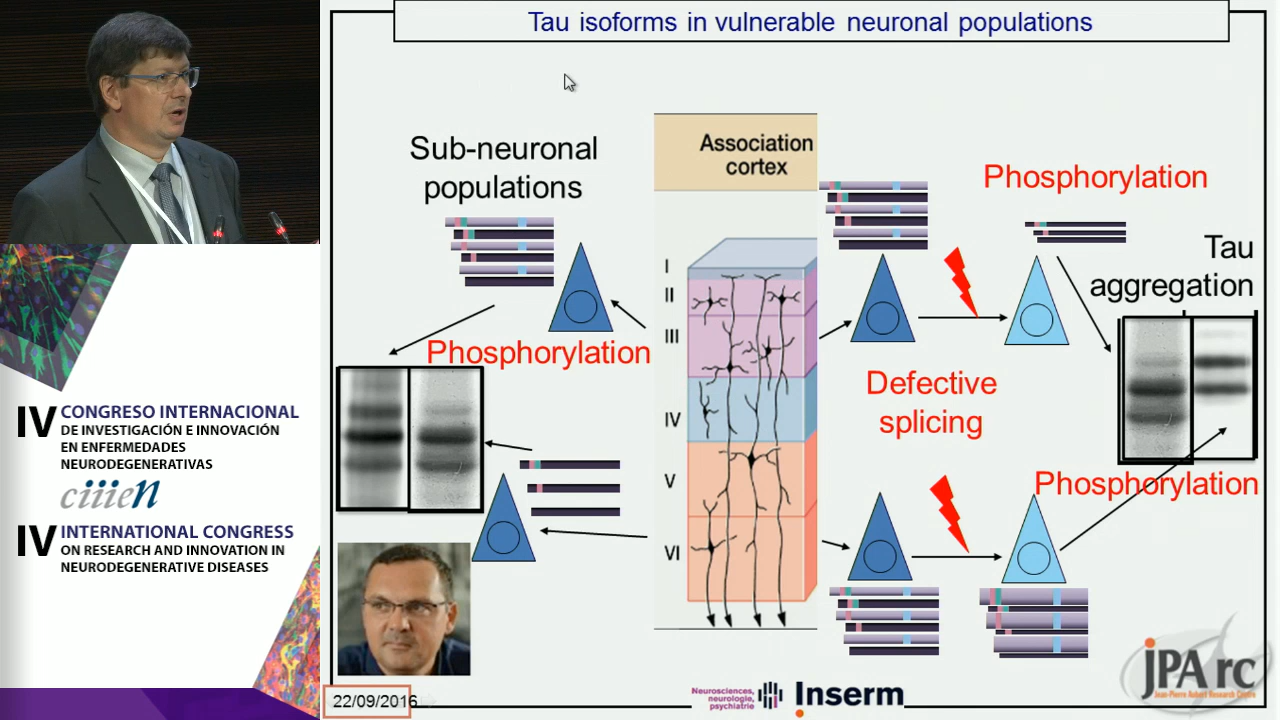 Tau isoforms in vulnerable neuronal populations
Sub-neuronal
populations
Association
cortex
Phosphorylation
Tau
aggregation
I
II
III
IV
V
VI
Phosphorylation
Defective
splicing
Phosphorylation
IV CONGRESO INTERNACIONAL
DE INVESTIGACIÓN E INNOVACIÓN
EN ENFERMEDADES
NEURODEGENERATIVAS
ciiien
IV INTERNATIONAL CONGRESS
ON RESEARCH AND INNOVATION IN
NEURODEGENERATIVE DISEASES
22/09/2016
Neurosciences,
neurologie,
psychiatrie
Inserm
jPArc
Jean-Pierre Aubert Research Centre